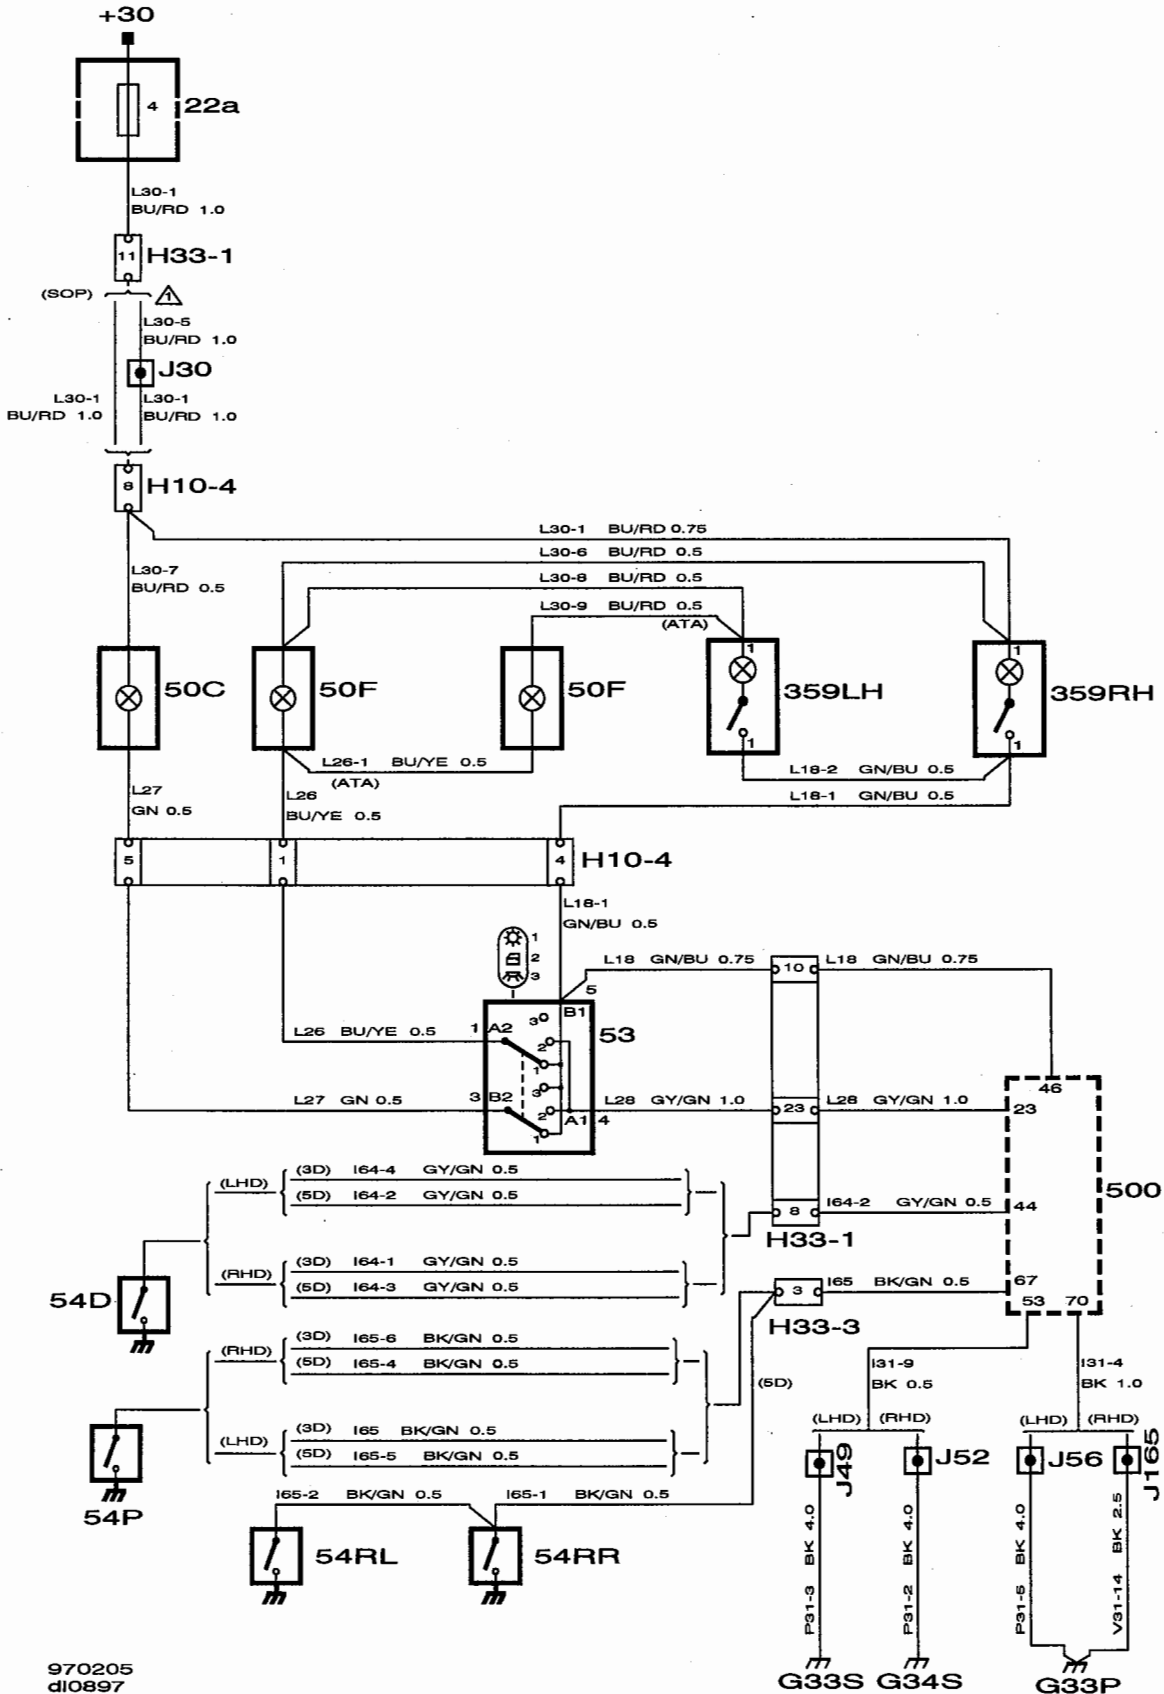 +30
4
22a
L30-1
BU/RD 1.0
11
H33-1
(SOP)
1
L30-5
BU/RD 1.0
J30
L30-1
BU/RD 1.0
L30-1
BU/RD 1.0
8
H10-4
L30-1 BU/RD 0.75
L30-6 BU/RD 0.5
L30-7
BU/RD 0.5
L30-8 BU/RD 0.5
L30-9 BU/RD 0.5
(ATA)
1
1
50C
50F
50F
359LH
359RH
1
1
L26-1 BU/YE 0.5
(ATA)
L18-2 GN/BU 0.5
L27
GN 0.5
L26
BU/YE 0.5
L18-1 GN/BU 0.5
5
1
4
H10-4
L18-1
GN/BU 0.5
1
2
3
L18 GN/BU 0.75
10
L18 GN/BU 0.75
5
B1
3
53
L26 BU/YE 0.5
1 A2
2
1
3
46
L27 GN 0.5
3 B2
2
1
A1 4
L28 GY/GN 1.0
23
L28 GY/GN 1.0
23
(LHD)
(3D) I64-4 GY/GN 0.5
(5D) I64-2 GY/GN 0.5
500
8
I64-2 GY/GN 0.5
44
H33-1
(RHD)
(3D) I64-1 GY/GN 0.5
(5D) I64-3 GY/GN 0.5
54D
3
I65 BK/GN 0.5
67
53 70
H33-3
(RHD)
(3D) I65-6 BK/GN 0.5
(5D) I65-4 BK/GN 0.5
(5D)
I31-9
BK 0.5
I31-4
BK 1.0
(LHD)
(3D) I65 BK/GN 0.5
(5D) I65-5 BK/GN 0.5
(LHD) (RHD)
(LHD) (RHD)
J49
J52
J56
J165
54P
I65-2 BK/GN 0.5
I65-1 BK/GN 0.5
54RL
54RR
P31-3 BK 4.0
P31-2 BK 4.0
P31-5 BK 4.0
V31-14 BK 2.5
G33S
G34S
G33P
970205
dl0897